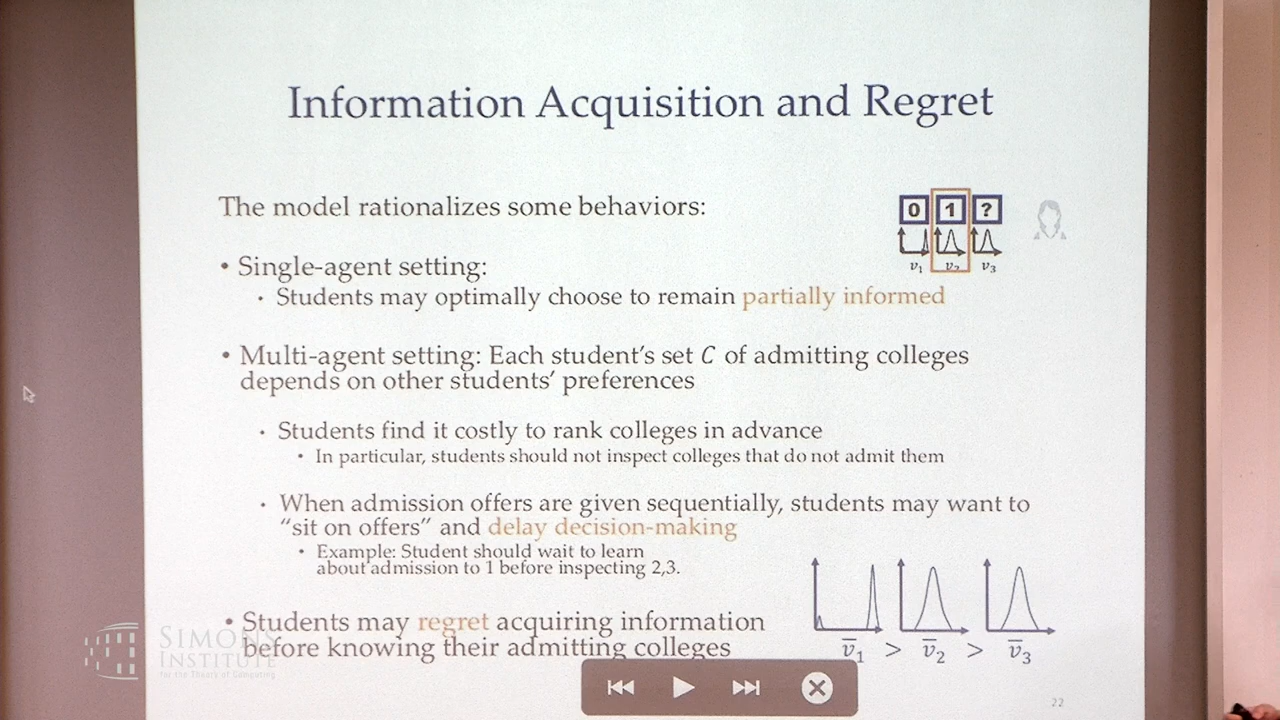 Information Acquisition and Regret
The model rationalizes some behaviors:
0 1 ?
v₁ v₂ v₃
• Single-agent setting:
• Students may optimally choose to remain partially informed
• Multi-agent setting: Each student's set C of admitting colleges
depends on other students' preferences
• Students find it costly to rank colleges in advance
• In particular, students should not inspect colleges that do not admit them
• When admission offers are given sequentially, students may want to
"sit on offers" and delay decision-making
• Example: Student should wait to learn
about admission to 1 before inspecting 2,3.
• Students may regret acquiring information
before knowing their admitting colleges
v̅₁ > v̅₂ > v̅₃
SIMONS
INSTITUTE
for the Theory of Computing
22